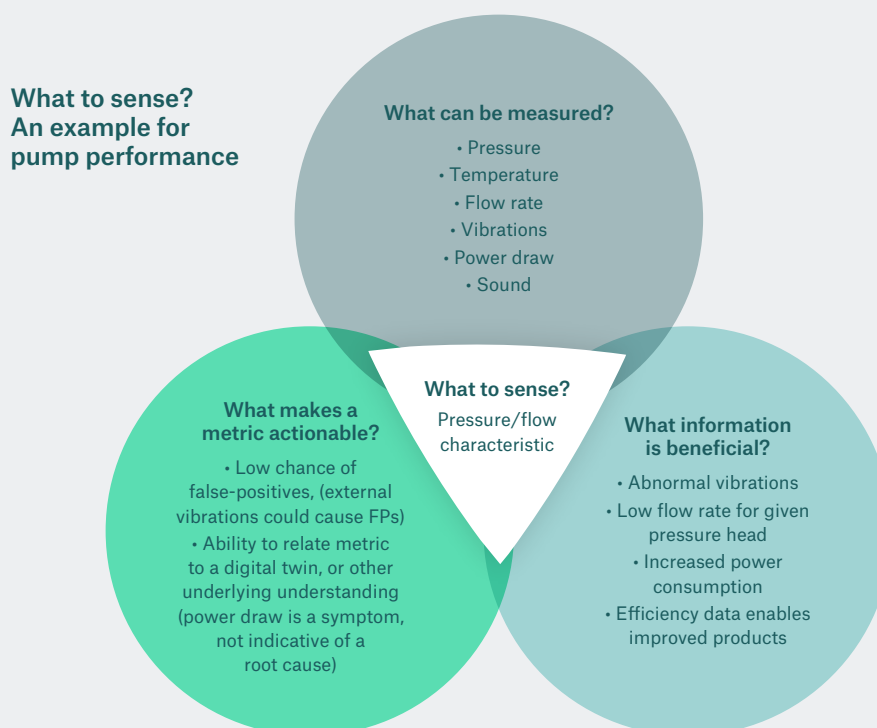 What to sense?
An example for
pump performance
What can be measured?
• Pressure
• Temperature
• Flow rate
• Vibrations
• Power draw
• Sound
What to sense?
Pressure/flow
characteristic
What makes a
metric actionable?
• Low chance of
false-positives, (external
vibrations could cause FPs)
• Ability to relate metric
to a digital twin, or other
underlying understanding
(power draw is a symptom,
not indicative of a
root cause)
What information
is beneficial?
• Abnormal vibrations
• Low flow rate for given
pressure head
• Increased power
consumption
• Efficiency data enables
improved products